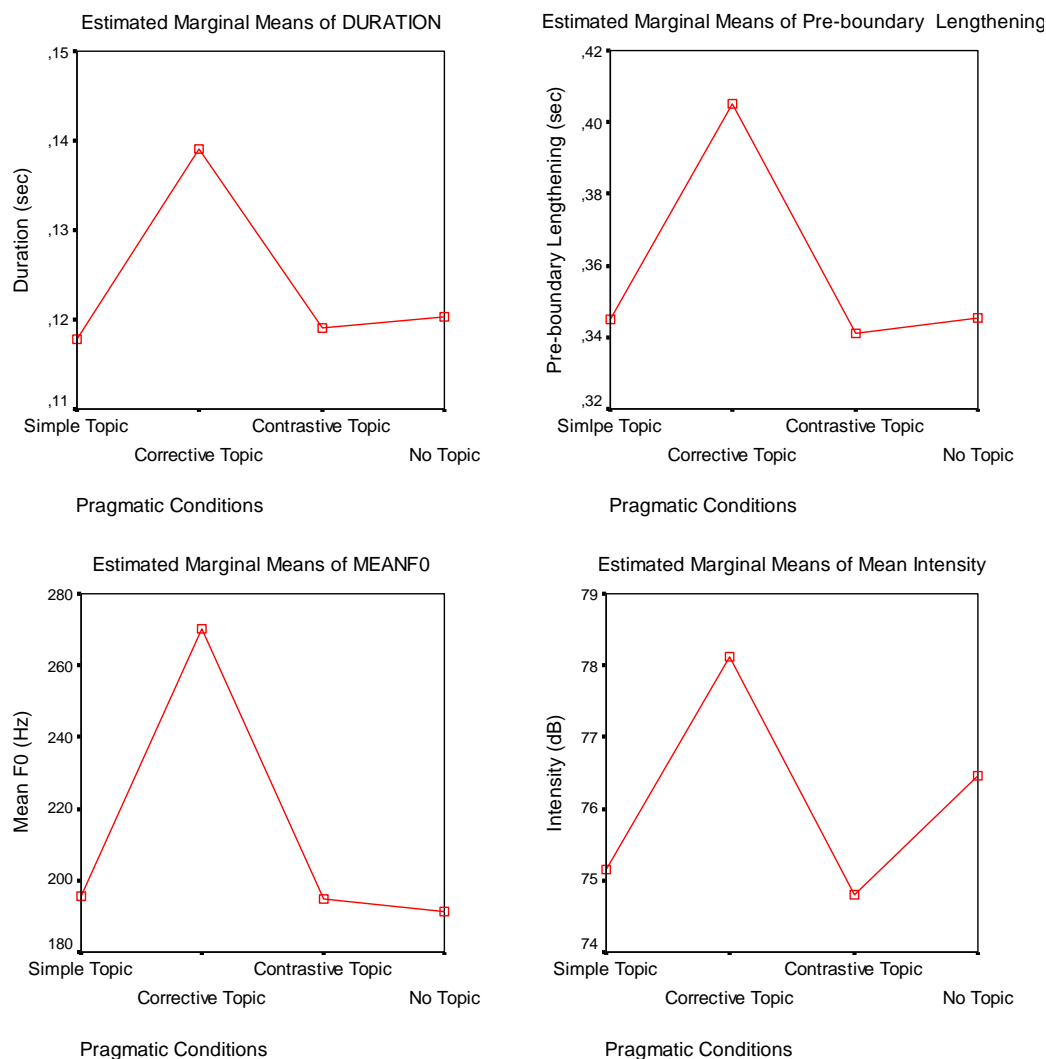 Estimated Marginal Means of DURATION
Duration (sec)
,15
,14
,13
,12
,11
Simple Topic
Contrastive Topic
Corrective Topic
No Topic
Pragmatic Conditions
Estimated Marginal Means of Pre-boundary Lengthening
Pre-boundary Lengthening (sec)
,42
,40
,38
,36
,34
,32
Simlpe Topic
Contrastive Topic
Corrective Topic
No Topic
Pragmatic Conditions
Estimated Marginal Means of MEANF0
Mean F0 (Hz)
280
260
240
220
200
180
Simple Topic
Contrastive Topic
Corrective Topic
No Topic
Pragmatic Conditions
Estimated Marginal Means of Mean Intensity
Intensity (dB)
79
78
77
76
75
74
Simple Topic
Contrastive Topic
Corrective Topic
No Topic
Pragmatic Conditions